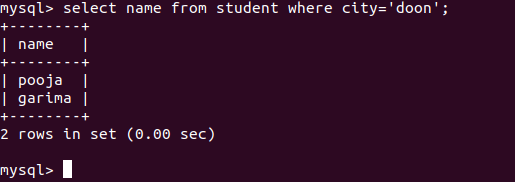 mysql> select name from student where city='doon';
+--------+
| name   |
+--------+
| pooja  |
| garima |
+--------+
2 rows in set (0.00 sec)
mysql>